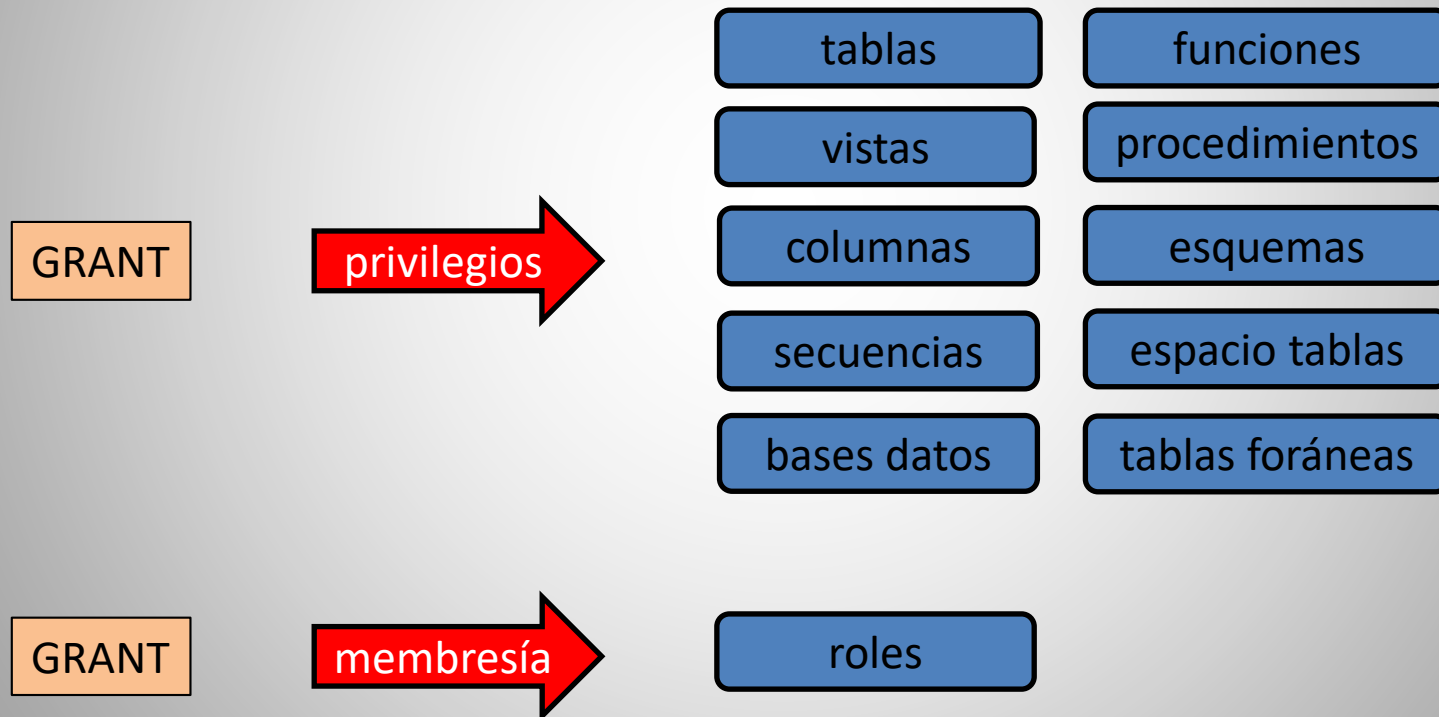 tablas
funciones
vistas
procedimientos
GRANT
privilegios
columnas
esquemas
secuencias
espacio tablas
bases datos
tablas foráneas
GRANT
membresía
roles